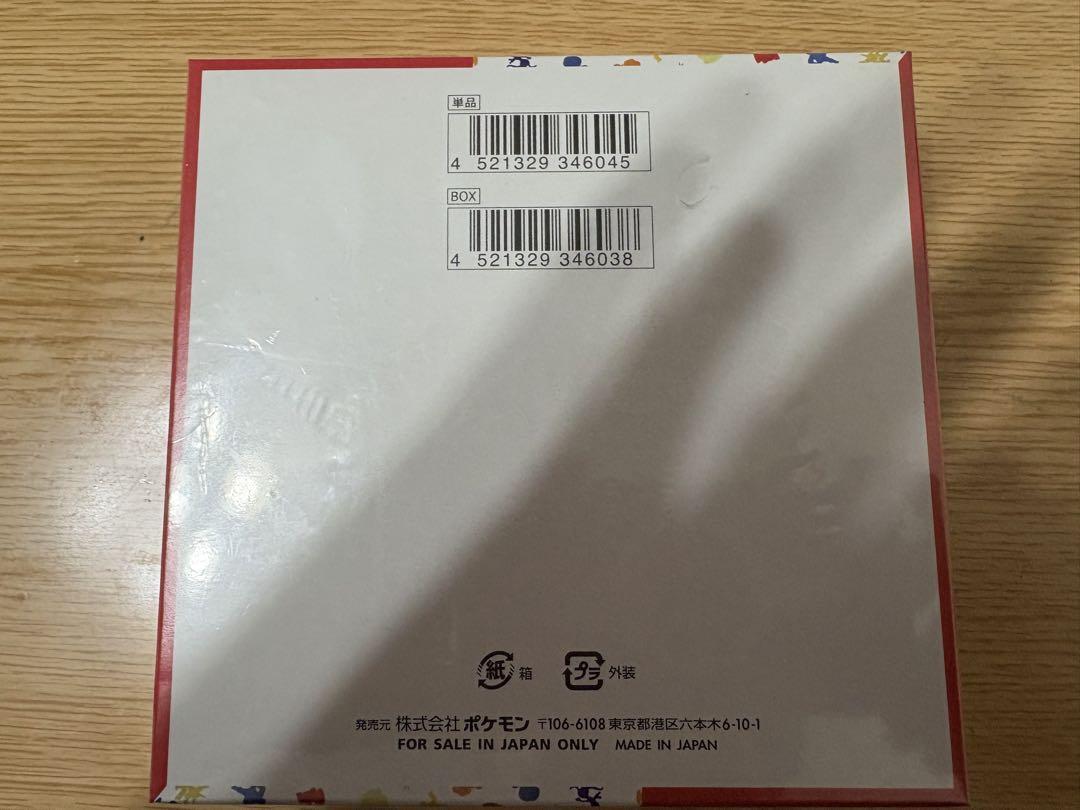 単品
4 521329 346045
BOX
4 521329 346038
紙 箱 プラ 外装
発売元 株式会社 ポケモン 〒106-6108 東京都港区六本木6-10-1
FOR SALE IN JAPAN ONLY MADE IN JAPAN